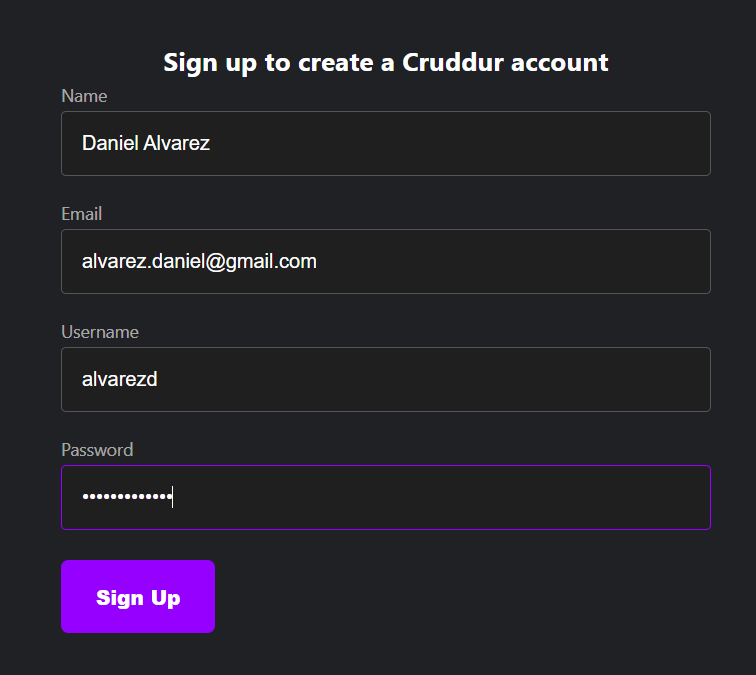 Sign up to create a Cruddur account
Name
Daniel Alvarez
Email
alvarez.daniel@gmail.com
Username
alvarezd
Password
•••••••••••••
Sign Up